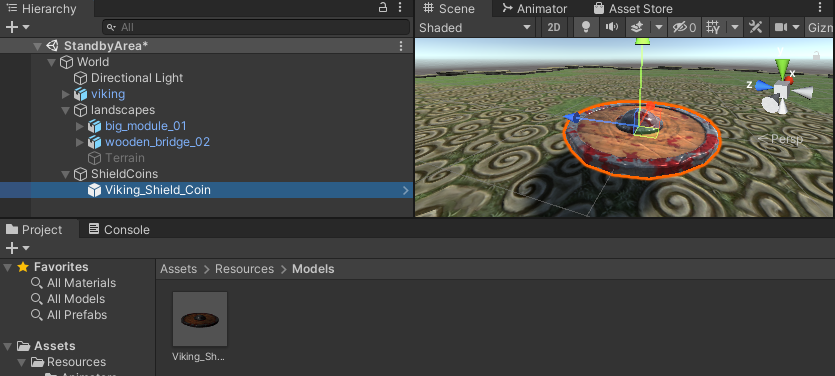 Hierarchy
All
StandbyArea*
World
Directional Light
viking
landscapes
big_module_01
wooden_bridge_02
Terrain
ShieldCoins
Viking_Shield_Coin
Scene
Animator
Asset Store
Shaded
2D
0
Gizm
y
x
z
Persp
Project
Console
Favorites
All Materials
All Models
All Prefabs
Assets
Resources
Assets > Resources > Models
Viking_Sh...